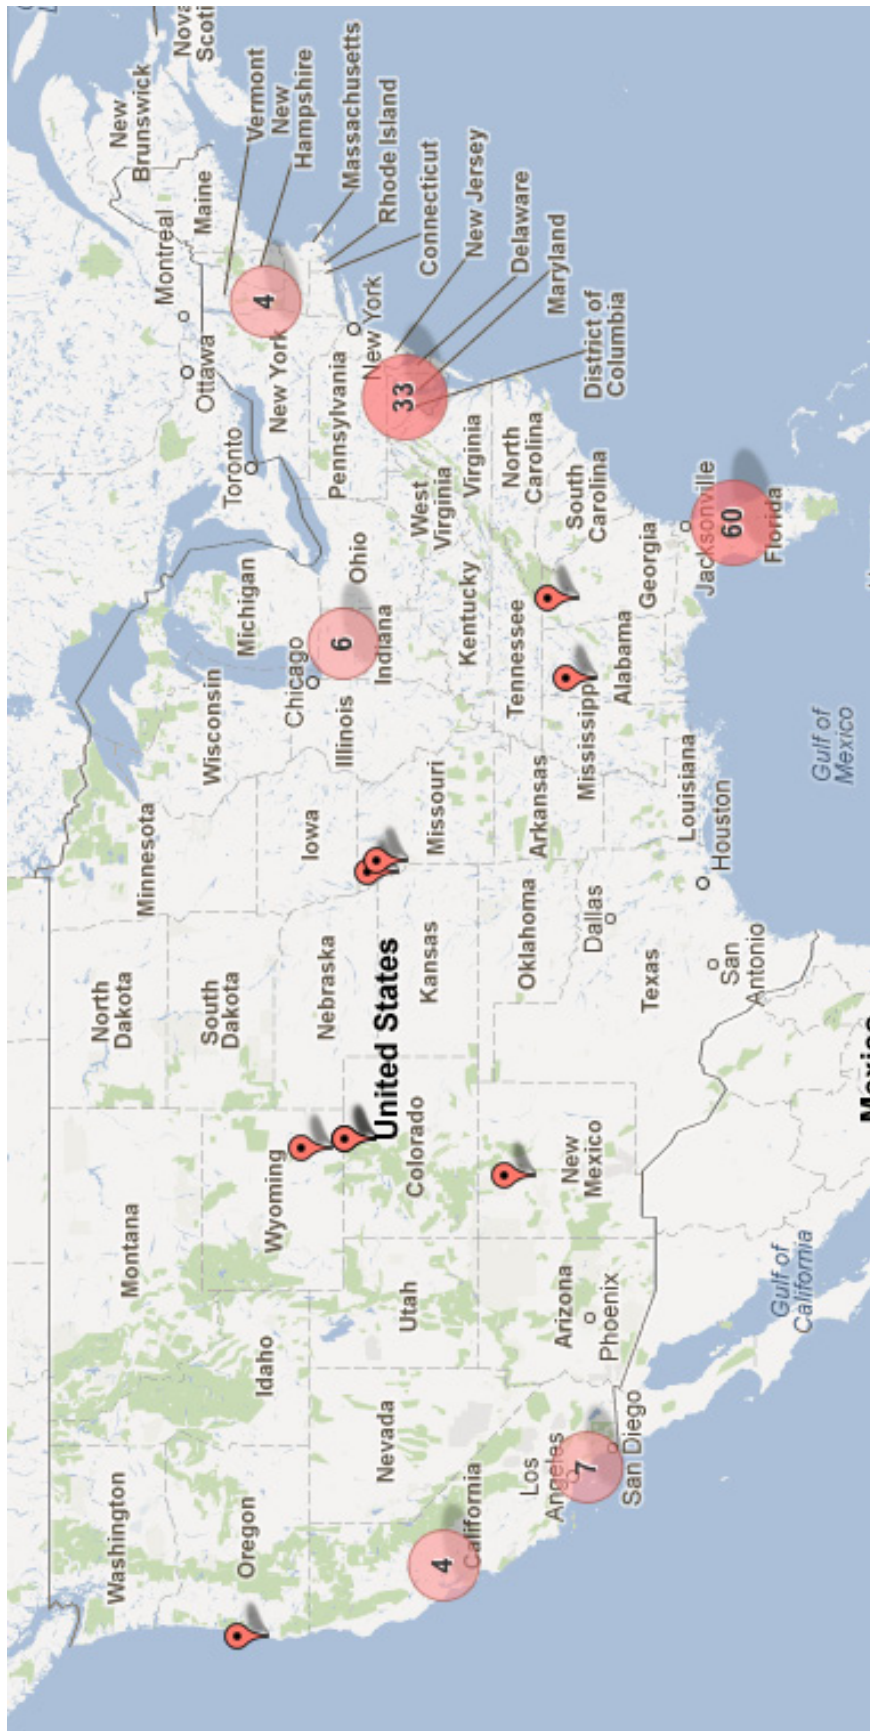 New
Brunswick
Nova
Scoti
Maine
Montreal
Ottawa
Vermont
New
Hampshire
Massachusetts
Rhode Island
Connecticut
New Jersey
Delaware
Maryland
District of
Columbia
4
New York
New York
Toronto
Pennsylvania
33
West
Virginia
Virginia
North
Carolina
South
Carolina
Ohio
Michigan
Indiana
6
Chicago
Illinois
Wisconsin
Kentucky
Tennessee
Georgia
Alabama
Mississippi
Jacksonville
60
Florida
Minnesota
Iowa
Missouri
Arkansas
Louisiana
Houston
Gulf of
Mexico
North
Dakota
South
Dakota
Nebraska
Kansas
United States
Oklahoma
Dallas
Texas
San
Antonio
Mexico
Montana
Wyoming
Colorado
New
Mexico
Idaho
Utah
Arizona
Phoenix
Gulf of
California
Washington
Oregon
Nevada
California
4
Los
Angeles
7
San Diego